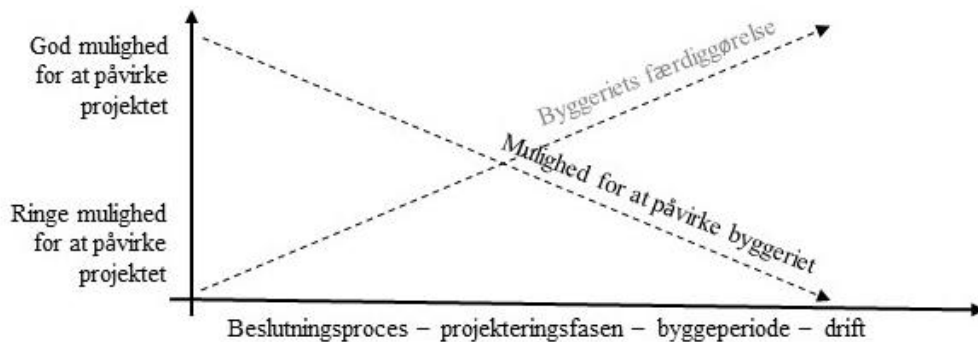 God mulighed
for at påvirke
projektet
Byggeriets færdiggørelse
Mulighed for at påvirke byggeriet
Ringe mulighed
for at påvirke
projektet
Beslutningsproces – projekteringsfasen – byggeperiode – drift